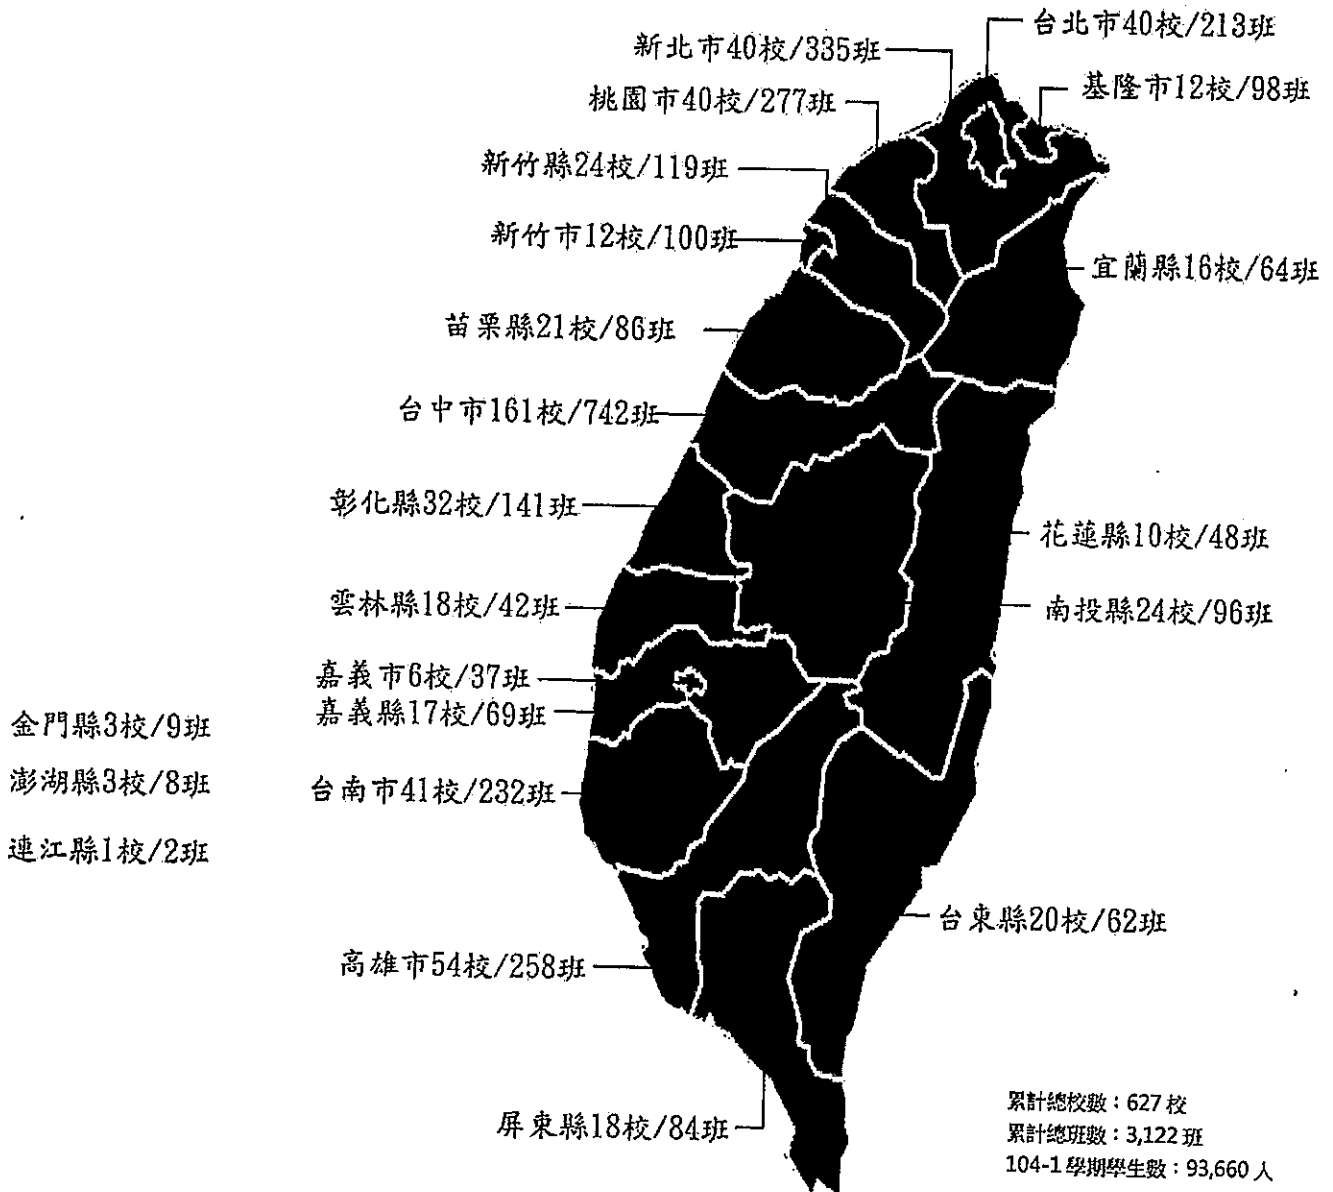 台北市40校/213班
新北市40校/335班
基隆市12校/98班
桃園市40校/277班
新竹縣24校/119班
新竹市12校/100班
宜蘭縣16校/64班
苗栗縣21校/86班
台中市161校/742班
彰化縣32校/141班
花蓮縣10校/48班
雲林縣18校/42班
南投縣24校/96班
嘉義市6校/37班
嘉義縣17校/69班
金門縣3校/9班
澎湖縣3校/8班
台南市41校/232班
連江縣1校/2班
台東縣20校/62班
高雄市54校/258班
屏東縣18校/84班
累計總校數：627 校
累計總班數：3,122 班
104-1 學期學生數：93,660 人